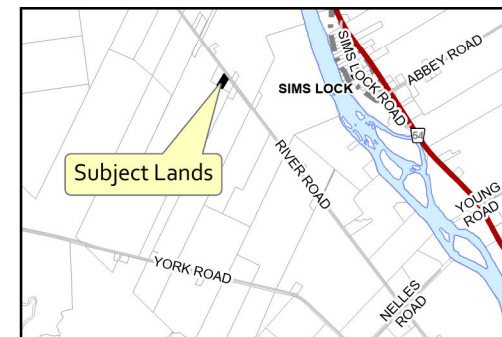 SIMS LOCK ROAD
ABBEY ROAD
SIMS LOCK
54
Subject Lands
RIVER ROAD
YOUNG
ROAD
YORK ROAD
NELLES
ROAD